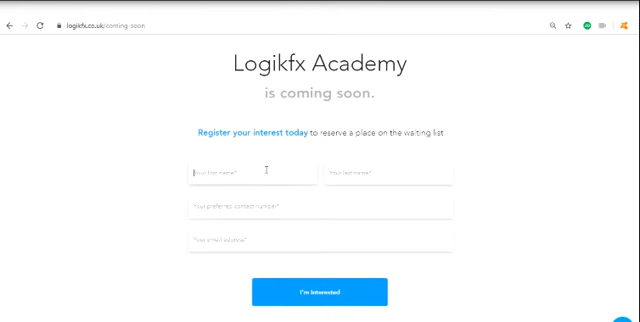 logikfx.co.uk/coming-soon
Logikfx Academy
is coming soon.
Register your interest today to reserve a place on the waiting list
Your first name*
Your last name*
Your preferred contact number*
Your email address*
I'm Interested